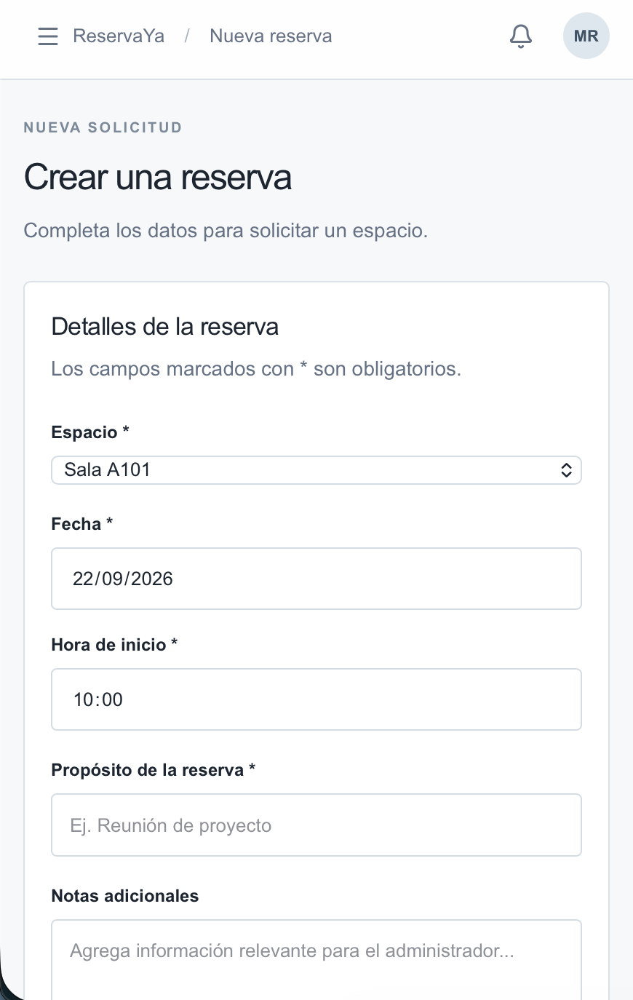 ReservaYa / Nueva reserva MR
NUEVA SOLICITUD
Crear una reserva
Completa los datos para solicitar un espacio.
Detalles de la reserva
Los campos marcados con * son obligatorios.
Espacio *
Sala A101
Fecha *
22/09/2026
Hora de inicio *
10:00
Propósito de la reserva *
Ej. Reunión de proyecto
Notas adicionales
Agrega información relevante para el administrador...